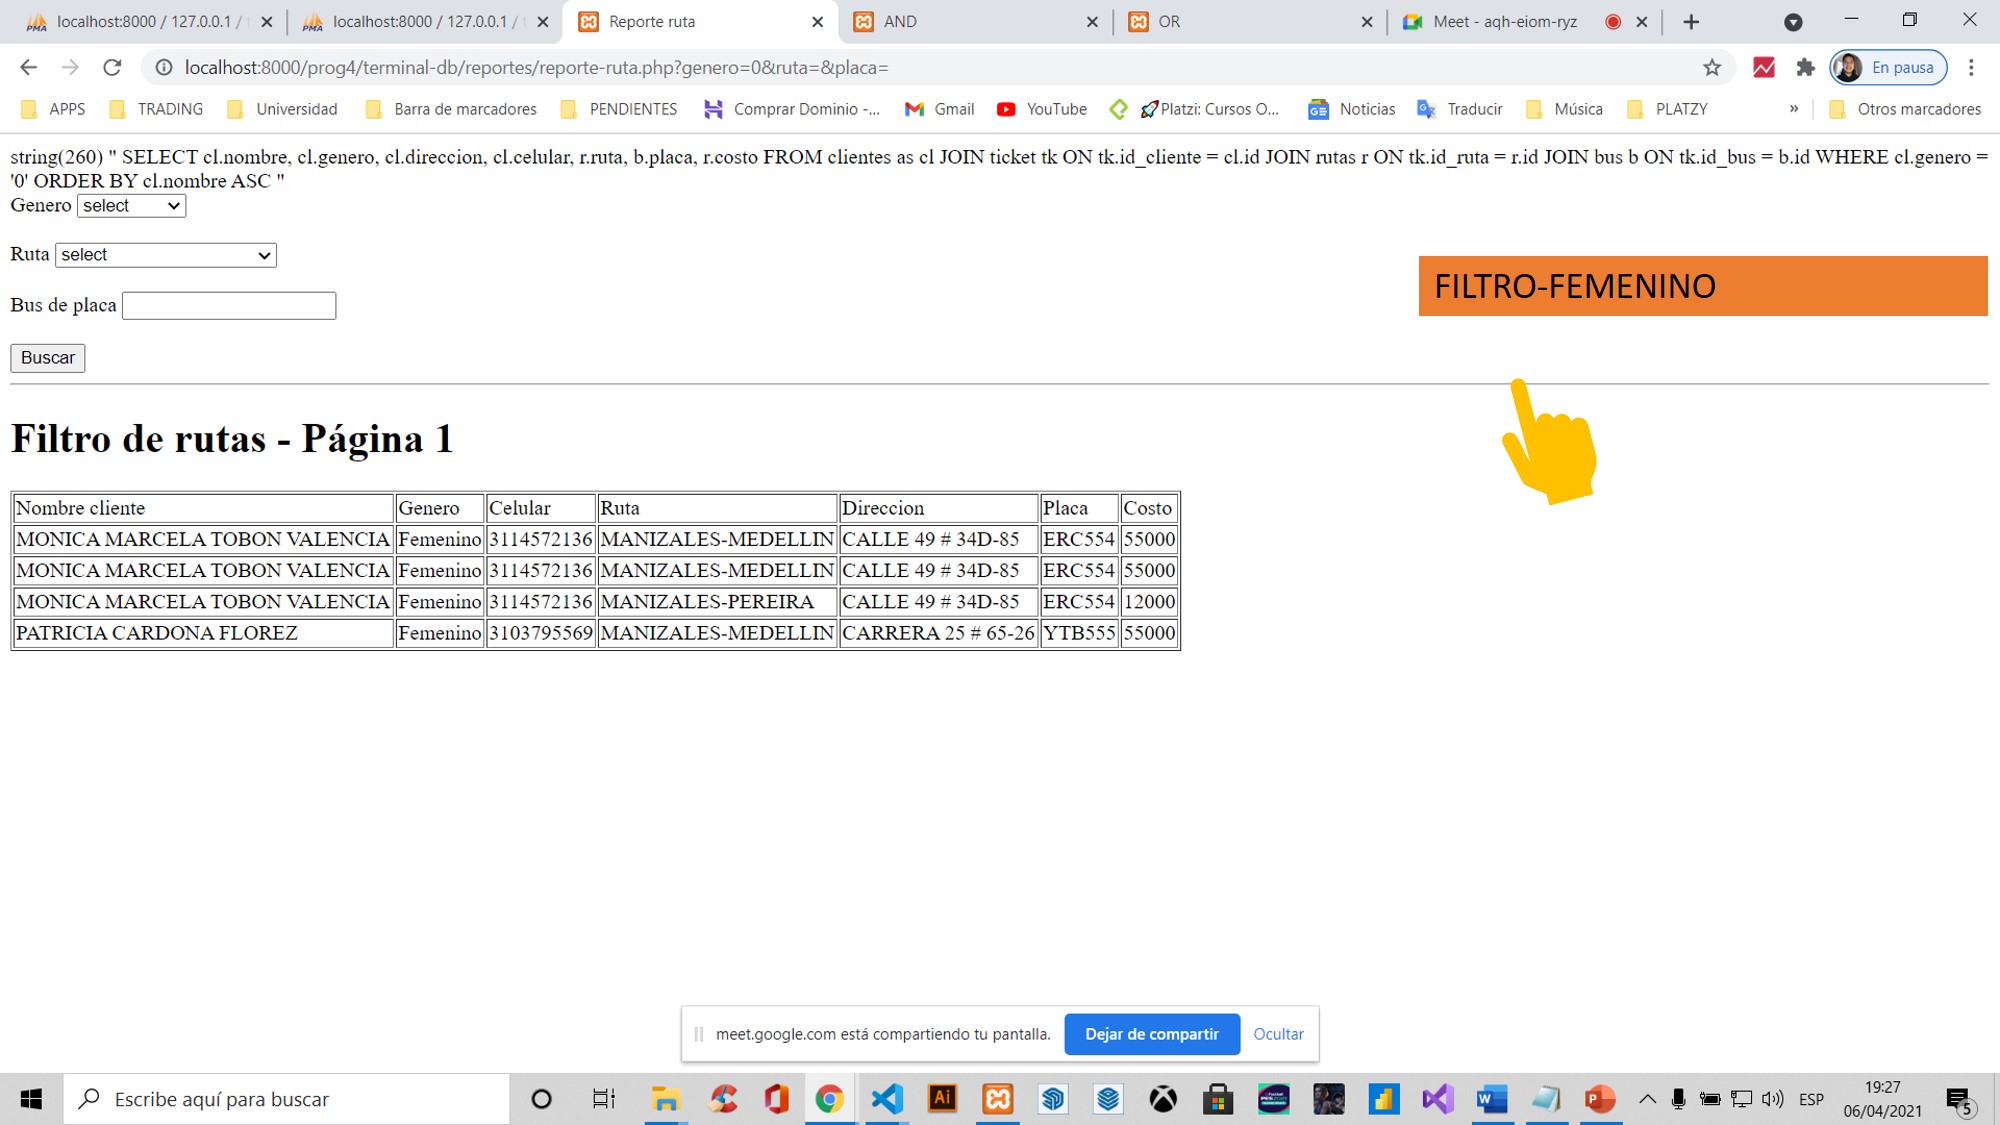 localhost:8000 / 127.0.0.1 /
localhost:8000 / 127.0.0.1 /
Reporte ruta
AND
OR
Meet - aqh-eiom-ryz
localhost:8000/prog4/terminal-db/reportes/reporte-ruta.php?genero=0&ruta=&placa=
En pausa
APPS
TRADING
Universidad
Barra de marcadores
PENDIENTES
Comprar Dominio -...
Gmail
YouTube
Platzi: Cursos O...
Noticias
Traducir
Música
PLATZY
»
Otros marcadores
string(260) " SELECT cl.nombre, cl.genero, cl.direccion, cl.celular, r.ruta, b.placa, r.costo FROM clientes as cl JOIN ticket tk ON tk.id_cliente = cl.id JOIN rutas r ON tk.id_ruta = r.id JOIN bus b ON tk.id_bus = b.id WHERE cl.genero =
'0' ORDER BY cl.nombre ASC "
Genero select
Ruta select
FILTRO-FEMENINO
Bus de placa
Buscar
Filtro de rutas - Página 1
Nombre cliente Genero Celular Ruta Direccion Placa Costo
MONICA MARCELA TOBON VALENCIA Femenino 3114572136 MANIZALES-MEDELLIN CALLE 49 # 34D-85 ERC554 55000
MONICA MARCELA TOBON VALENCIA Femenino 3114572136 MANIZALES-MEDELLIN CALLE 49 # 34D-85 ERC554 55000
MONICA MARCELA TOBON VALENCIA Femenino 3114572136 MANIZALES-PEREIRA CALLE 49 # 34D-85 ERC554 12000
PATRICIA CARDONA FLOREZ Femenino 3103795569 MANIZALES-MEDELLIN CARRERA 25 # 65-26 YTB555 55000
meet.google.com está compartiendo tu pantalla.
Dejar de compartir
Ocultar
Escribe aquí para buscar
ESP
19:27
06/04/2021
5